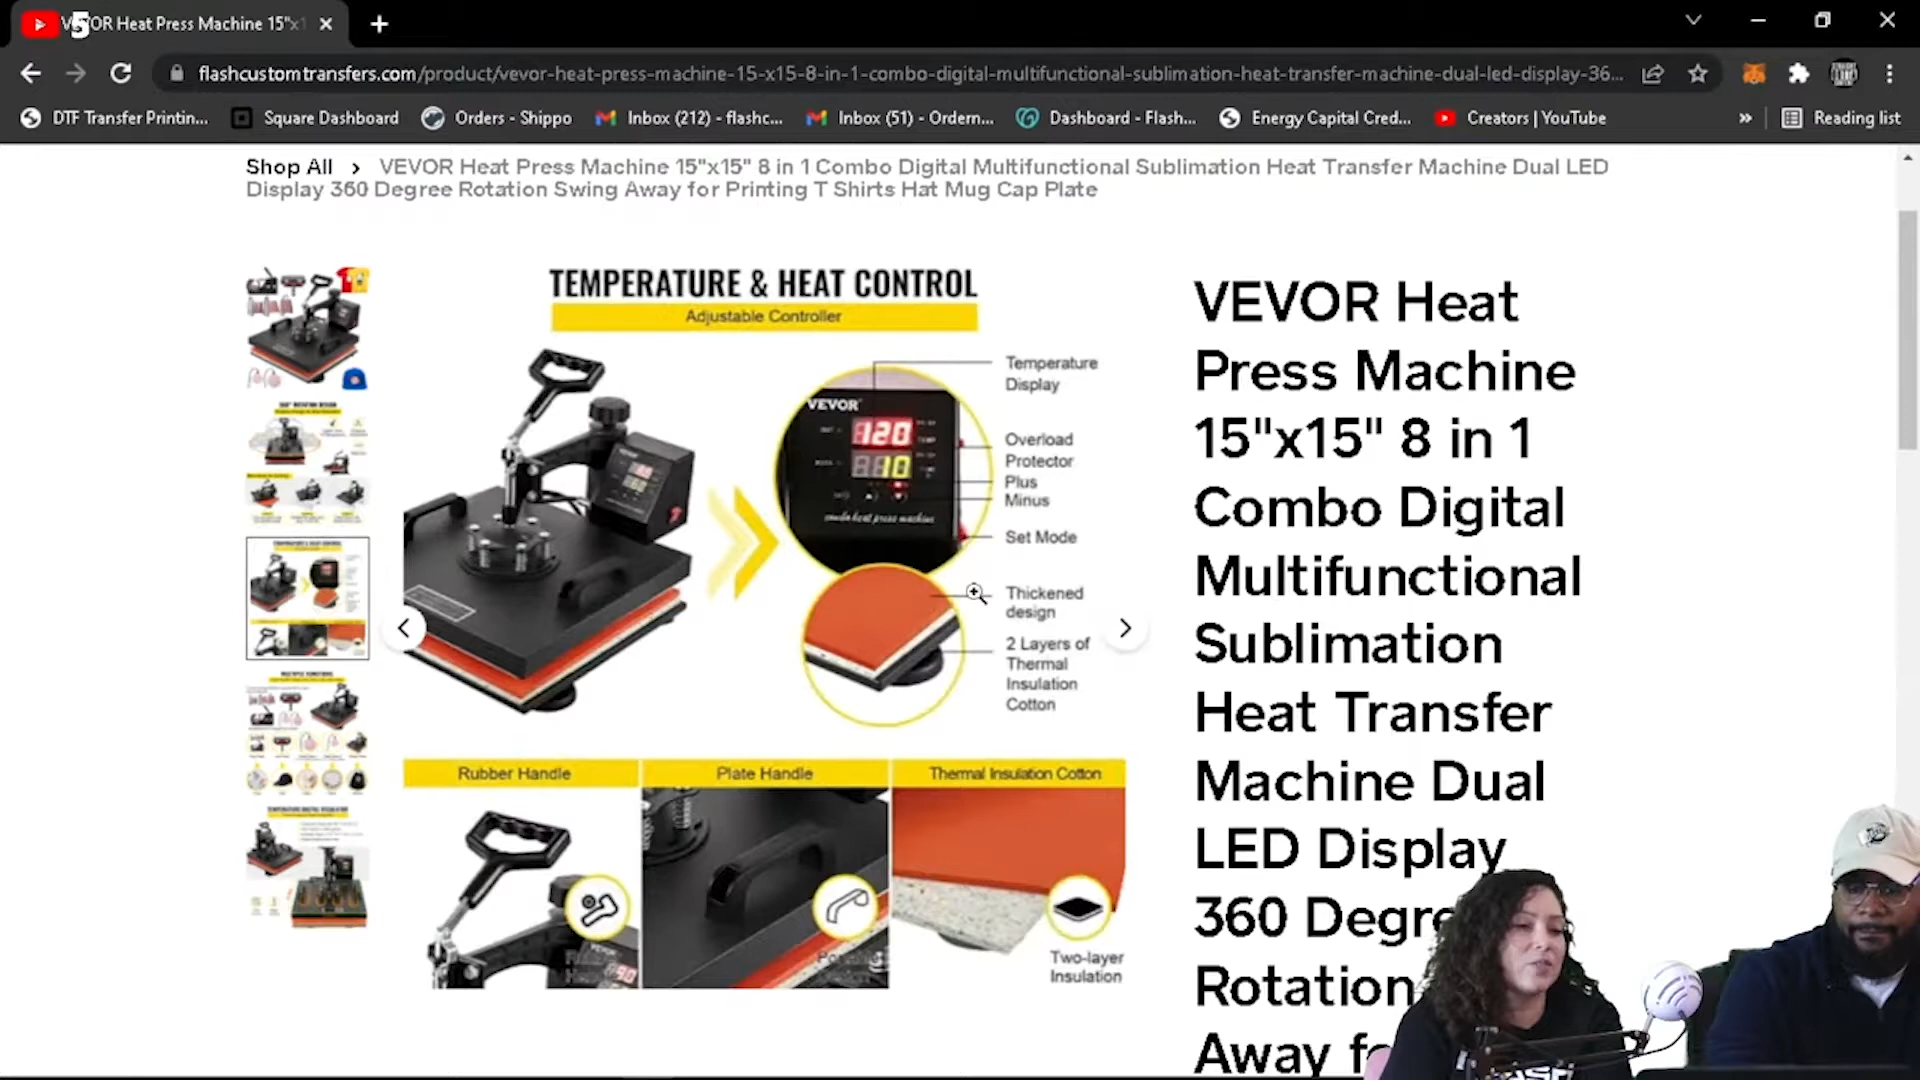 VEVOR Heat Press Machine 15"x1
5
flashcustomtransfers.com/product/vevor-heat-press-machine-15-x15-8-in-1-combo-digital-multifunctional-sublimation-heat-transfer-machine-dual-led-display-36...
DTF Transfer Printin...
Square Dashboard
Orders - Shippo
Inbox (212) - flashc...
Inbox (51) - Ordern...
Dashboard - Flash...
Energy Capital Cred...
Creators | YouTube
»
Reading list
Shop All > VEVOR Heat Press Machine 15"x15" 8 in 1 Combo Digital Multifunctional Sublimation Heat Transfer Machine Dual LED
Display 360 Degree Rotation Swing Away for Printing T Shirts Hat Mug Cap Plate
TEMPERATURE & HEAT CONTROL
Adjustable Controller
Temperature
Display
VEVOR
120
10
combo heat press machine
Overload
Protector
Plus
Minus
Set Mode
Thickened
design
2 Layers of
Thermal
Insulation
Cotton
Rubber Handle
Plate Handle
Thermal Insulation Cotton
Two-layer
Insulation
VEVOR Heat
Press Machine
15"x15" 8 in 1
Combo Digital
Multifunctional
Sublimation
Heat Transfer
Machine Dual
LED Display
360 Degre
Rotation
Away f